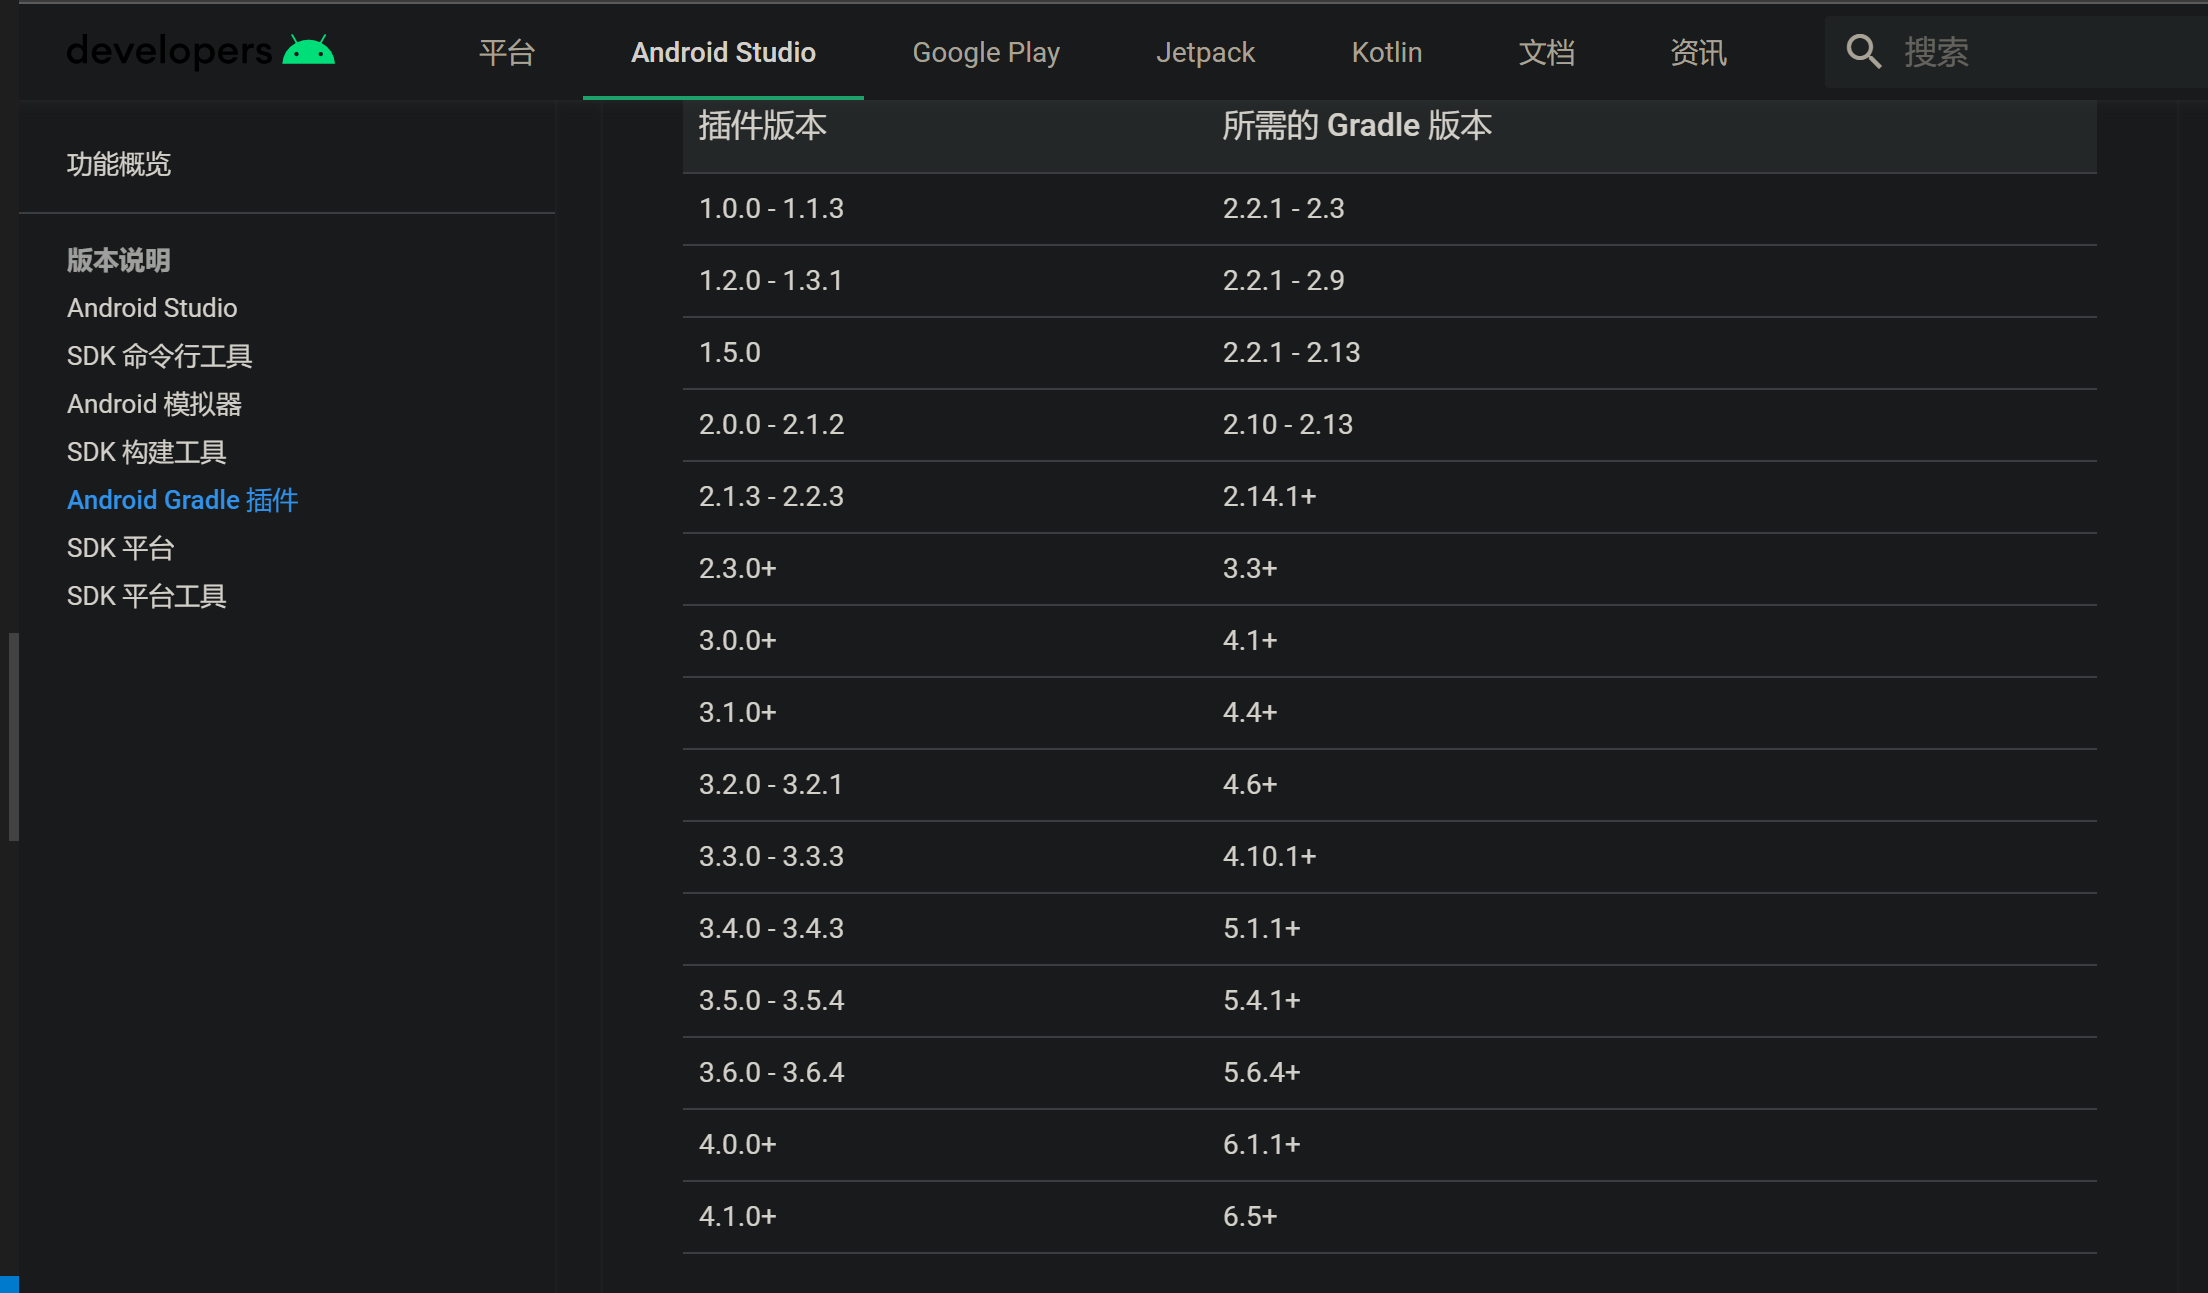 developers 平台 Android Studio Google Play Jetpack Kotlin 文档 资讯 搜索
功能概览
版本说明
Android Studio
SDK 命令行工具
Android 模拟器
SDK 构建工具
Android Gradle 插件
SDK 平台
SDK 平台工具
插件版本 所需的 Gradle 版本
1.0.0 - 1.1.3 2.2.1 - 2.3
1.2.0 - 1.3.1 2.2.1 - 2.9
1.5.0 2.2.1 - 2.13
2.0.0 - 2.1.2 2.10 - 2.13
2.1.3 - 2.2.3 2.14.1+
2.3.0+ 3.3+
3.0.0+ 4.1+
3.1.0+ 4.4+
3.2.0 - 3.2.1 4.6+
3.3.0 - 3.3.3 4.10.1+
3.4.0 - 3.4.3 5.1.1+
3.5.0 - 3.5.4 5.4.1+
3.6.0 - 3.6.4 5.6.4+
4.0.0+ 6.1.1+
4.1.0+ 6.5+